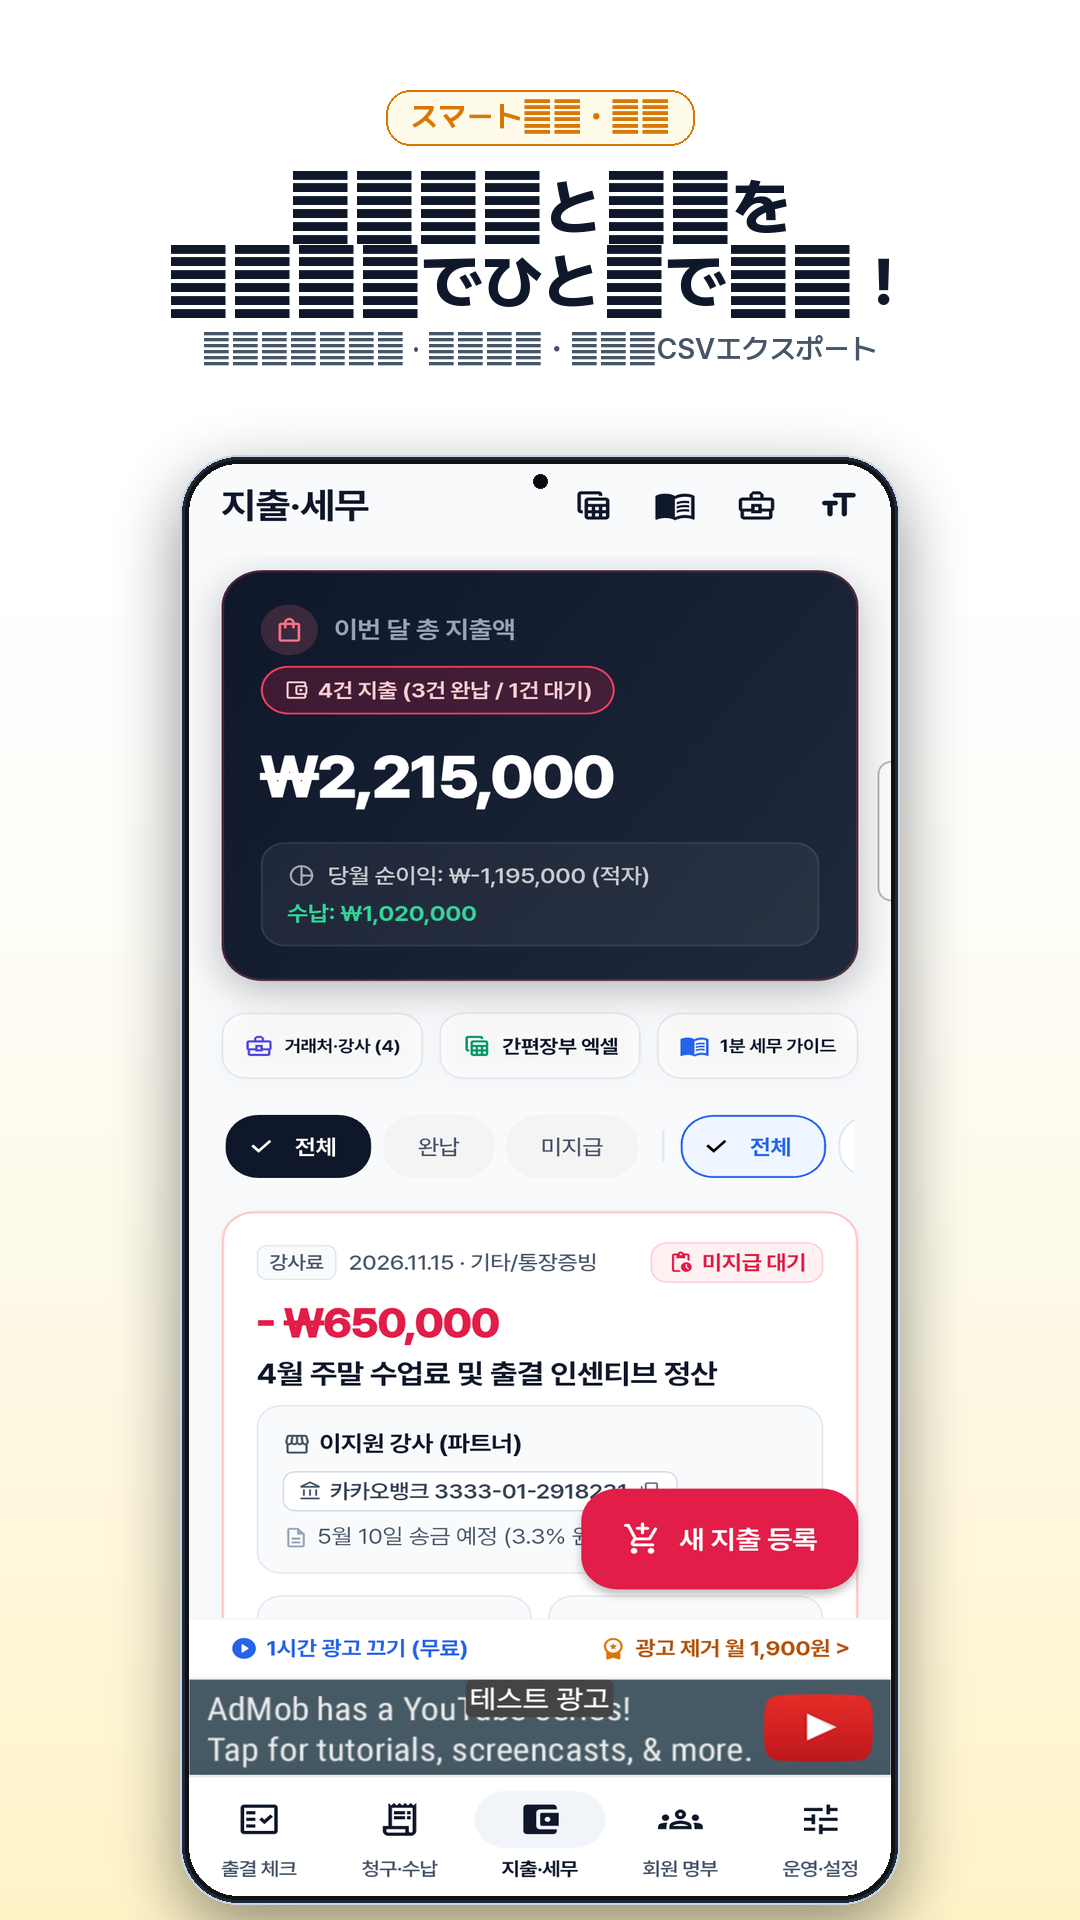 スマート・
とを
でひとで！
・・CSVエクスポート
지출·세무
이번 달 총 지출액
4건 지출 (3건 완납 / 1건 대기)
₩2,215,000
당월 순이익: ₩-1,195,000 (적자)
수납: ₩1,020,000
거래처·강사 (4)
간편장부 엑셀
1분 세무 가이드
전체
완납
미지급
전체
강사료
2026.11.15 · 기타/통장증빙
미지급 대기
- ₩650,000
4월 주말 수업료 및 출결 인센티브 정산
이지원 강사 (파트너)
카카오뱅크 3333-01-2918231
5월 10일 송금 예정 (3.3%
새 지출 등록
1시간 광고 끄기 (무료)
광고 제거 월 1,900원 >
테스트 광고
AdMob has a YouTube series!
Tap for tutorials, screencasts, & more.
출결 체크
청구·수납
지출·세무
회원 명부
운영·설정